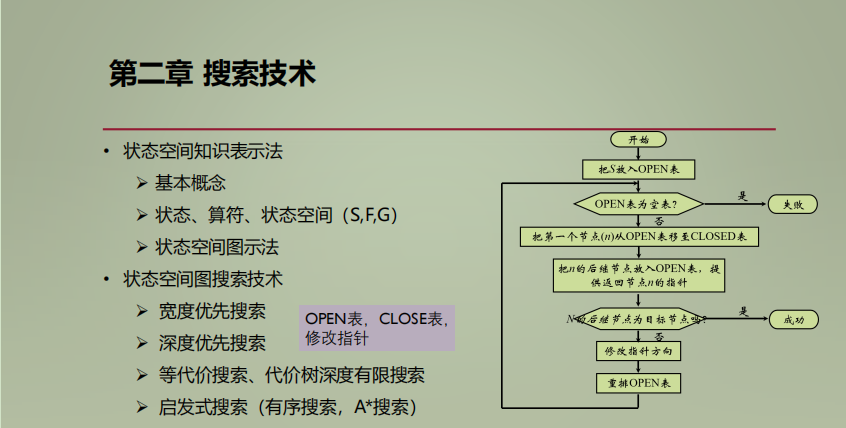 第二章 搜索技术
• 状态空间知识表示法
➢ 基本概念
➢ 状态、算符、状态空间（S,F,G）
➢ 状态空间图示法
• 状态空间图搜索技术
➢ 宽度优先搜索
➢ 深度优先搜索
➢ 等代价搜索、代价树深度有限搜索
➢ 启发式搜索（有序搜索，A*搜索）
OPEN表，CLOSE表，
修改指针
开始
把S放入OPEN表
OPEN表为空表？
是
失败
否
把第一个节点(n)从OPEN表移至CLOSED表
把n的后继节点放入OPEN表，提
供返回节点n的指针
N的后继节点为目标节点吗？
是
成功
否
修改指针方向
重排OPEN表